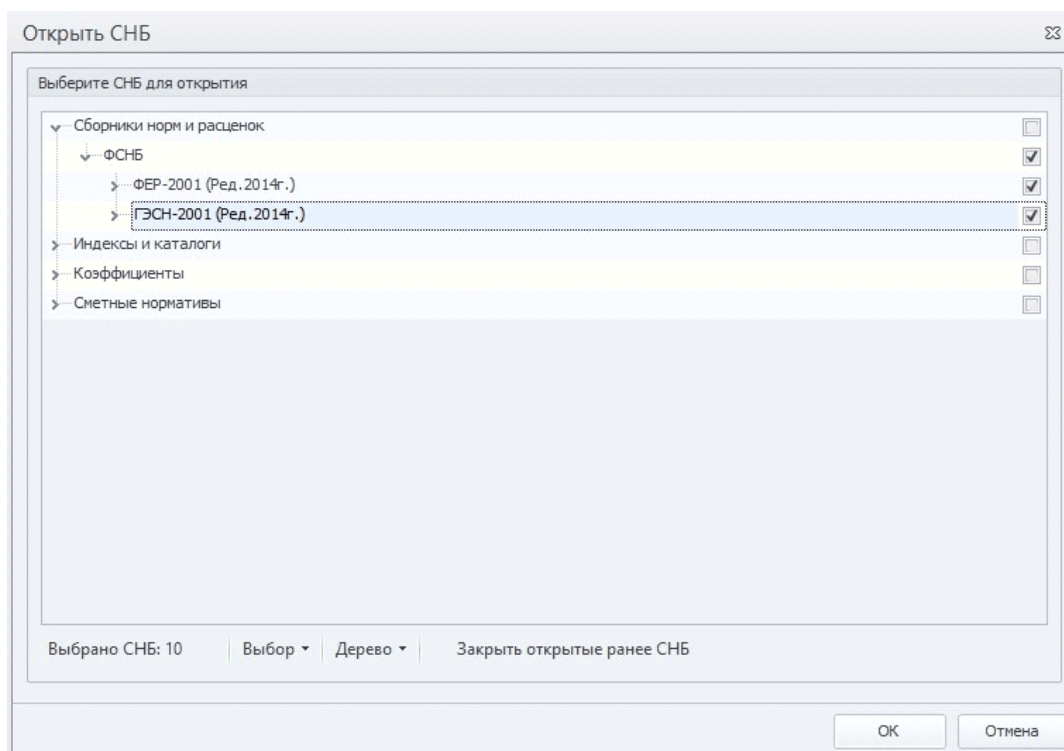 Открыть СНБ
Выберите СНБ для открытия
Сборники норм и расценок
ФСНБ
ФЕР-2001 (Ред.2014г.)
ГЭСН-2001 (Ред.2014г.)
Индексы и каталоги
Коэффициенты
Сметные нормативы
Выбрано СНБ: 10 Выбор Дерево Закрыть открытые ранее СНБ
ОК Отмена